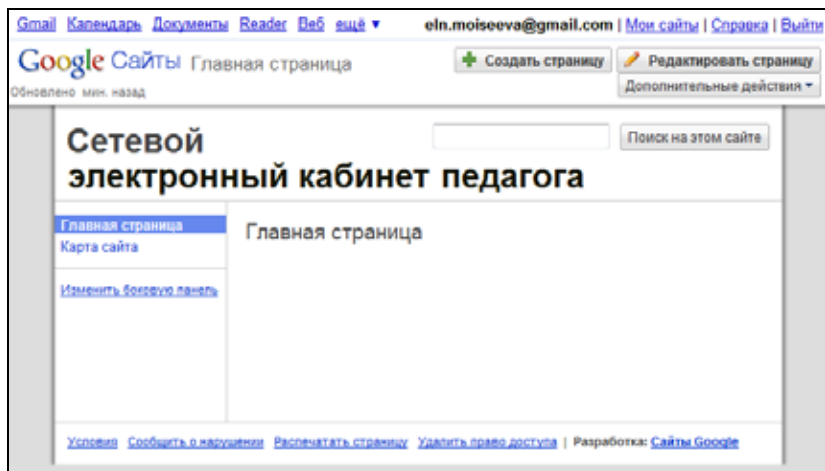 Gmail Календарь Документы Reader Веб ещё ▼ eln.moiseeva@gmail.com | Мои сайты | Справка | Выйти
Google Сайты Главная страница
Создать страницу
Редактировать страницу
Обновлено мин. назад
Дополнительные действия
Сетевой
Поиск на этом сайте
электронный кабинет педагога
Главная страница
Карта сайта
Изменить боковую панель
Главная страница
Условия Сообщить о нарушении Распечатать страницу Удалить право доступа | Разработка: Сайты Google